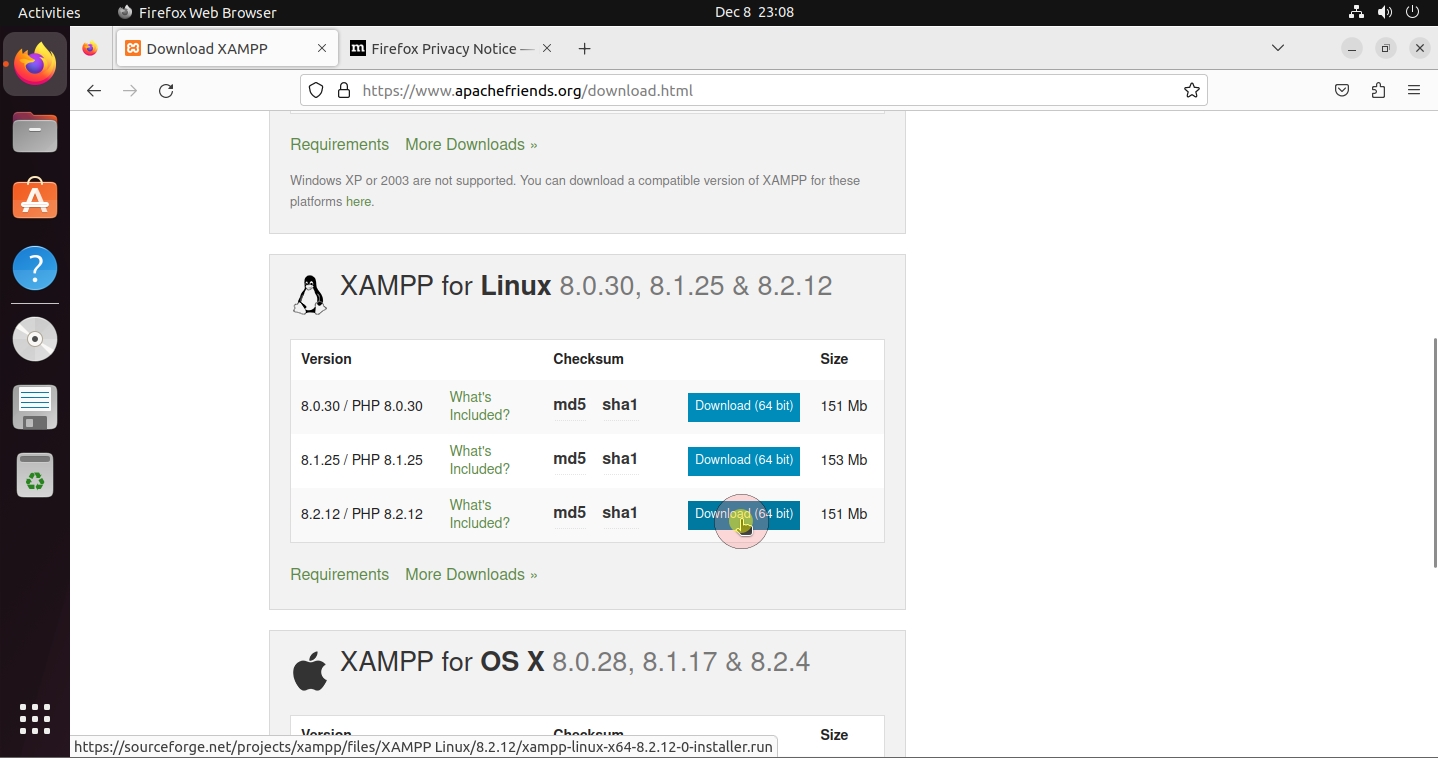 Activities Firefox Web Browser Dec 8 23:08
Download XAMPP Firefox Privacy Notice —
https://www.apachefriends.org/download.html
Requirements More Downloads »
Windows XP or 2003 are not supported. You can download a compatible version of XAMPP for these
platforms here.
XAMPP for Linux 8.0.30, 8.1.25 & 8.2.12
Version Checksum Size
8.0.30 / PHP 8.0.30 What's Included? md5 sha1 Download (64 bit) 151 Mb
8.1.25 / PHP 8.1.25 What's Included? md5 sha1 Download (64 bit) 153 Mb
8.2.12 / PHP 8.2.12 What's Included? md5 sha1 Download (64 bit) 151 Mb
Requirements More Downloads »
XAMPP for OS X 8.0.28, 8.1.17 & 8.2.4
Version Checksum Size
https://sourceforge.net/projects/xampp/files/XAMPP Linux/8.2.12/xampp-linux-x64-8.2.12-0-installer.run